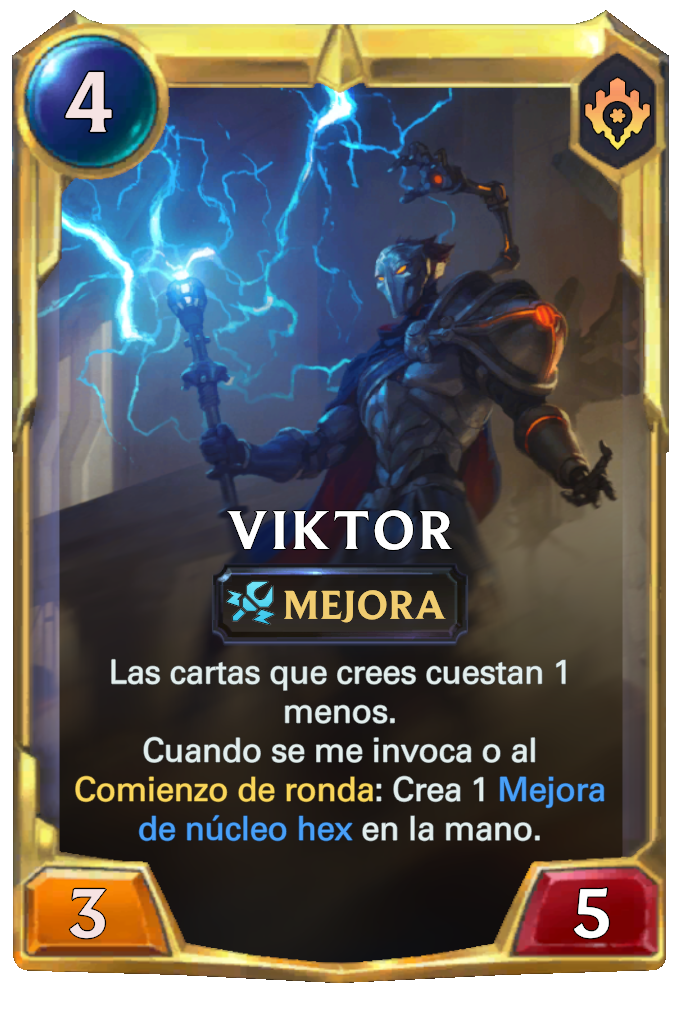 4
VIKTOR
MEJORA
Las cartas que crees cuestan 1
menos.
Cuando se me invoca o al
Comienzo de ronda: Crea 1 Mejora
de núcleo hex en la mano.
3
5